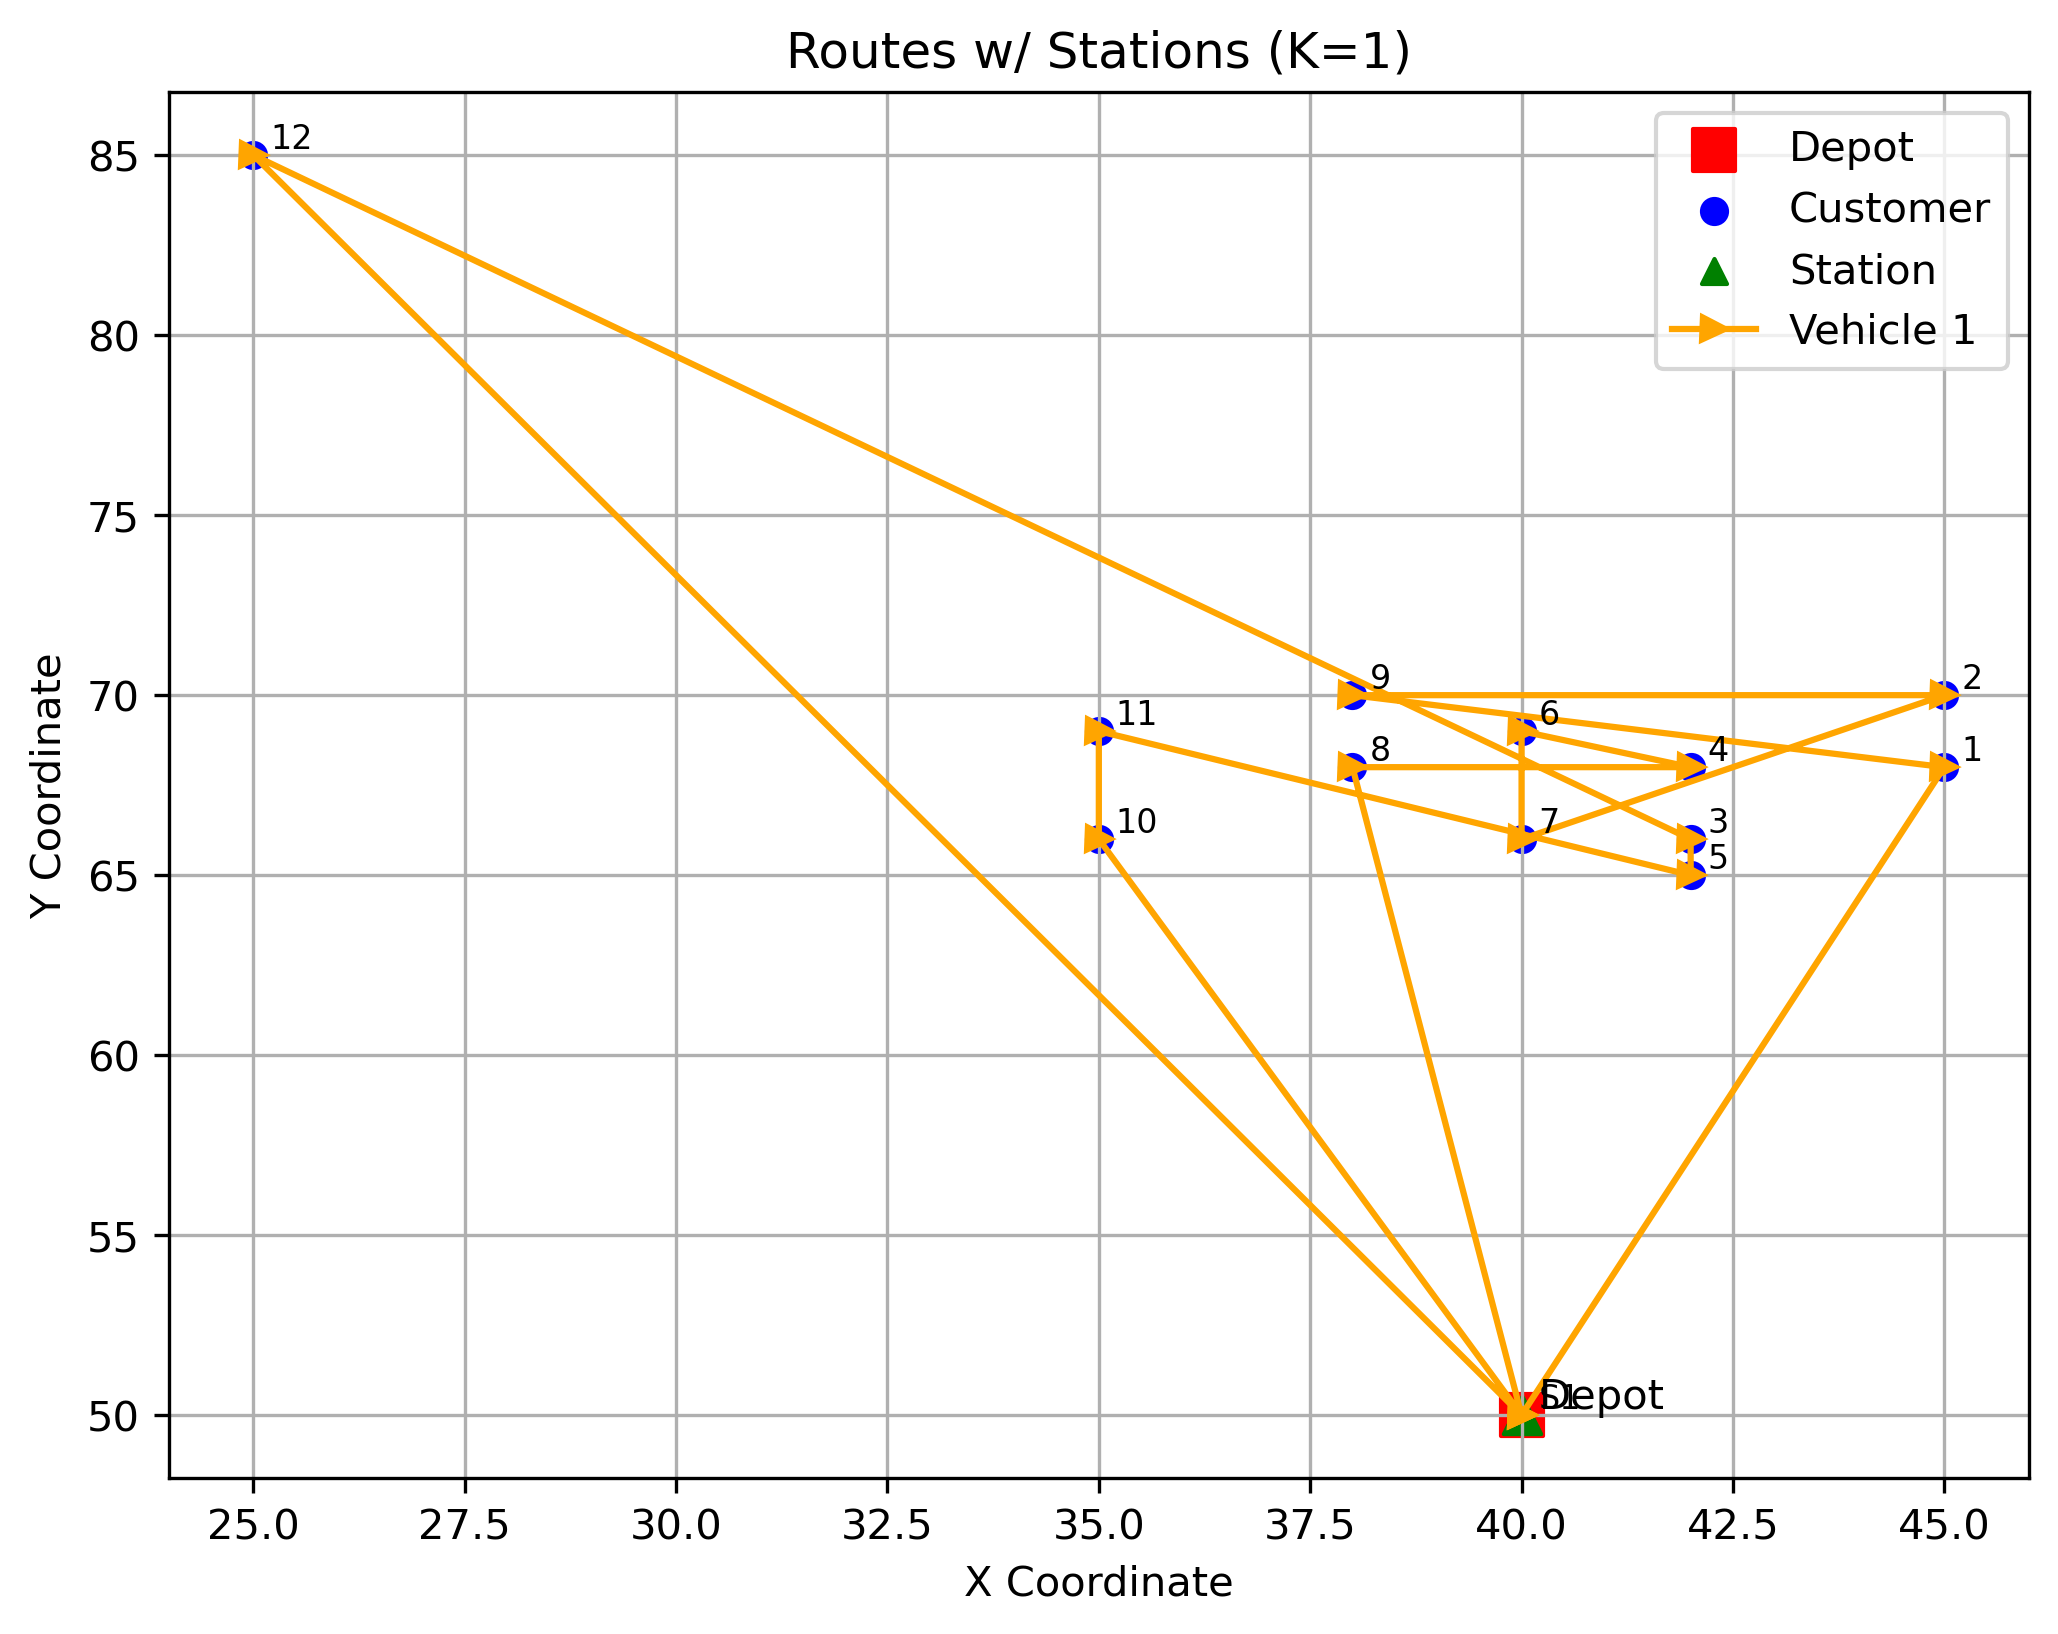 Routes w/ Stations (K=1)
Depot
Customer
Station
Vehicle 1
85
80
75
70
65
60
55
50
Y Coordinate
12
9
2
11
6
8
4
1
10
7
3
5
S1
Depot
25.0 27.5 30.0 32.5 35.0 37.5 40.0 42.5 45.0
X Coordinate